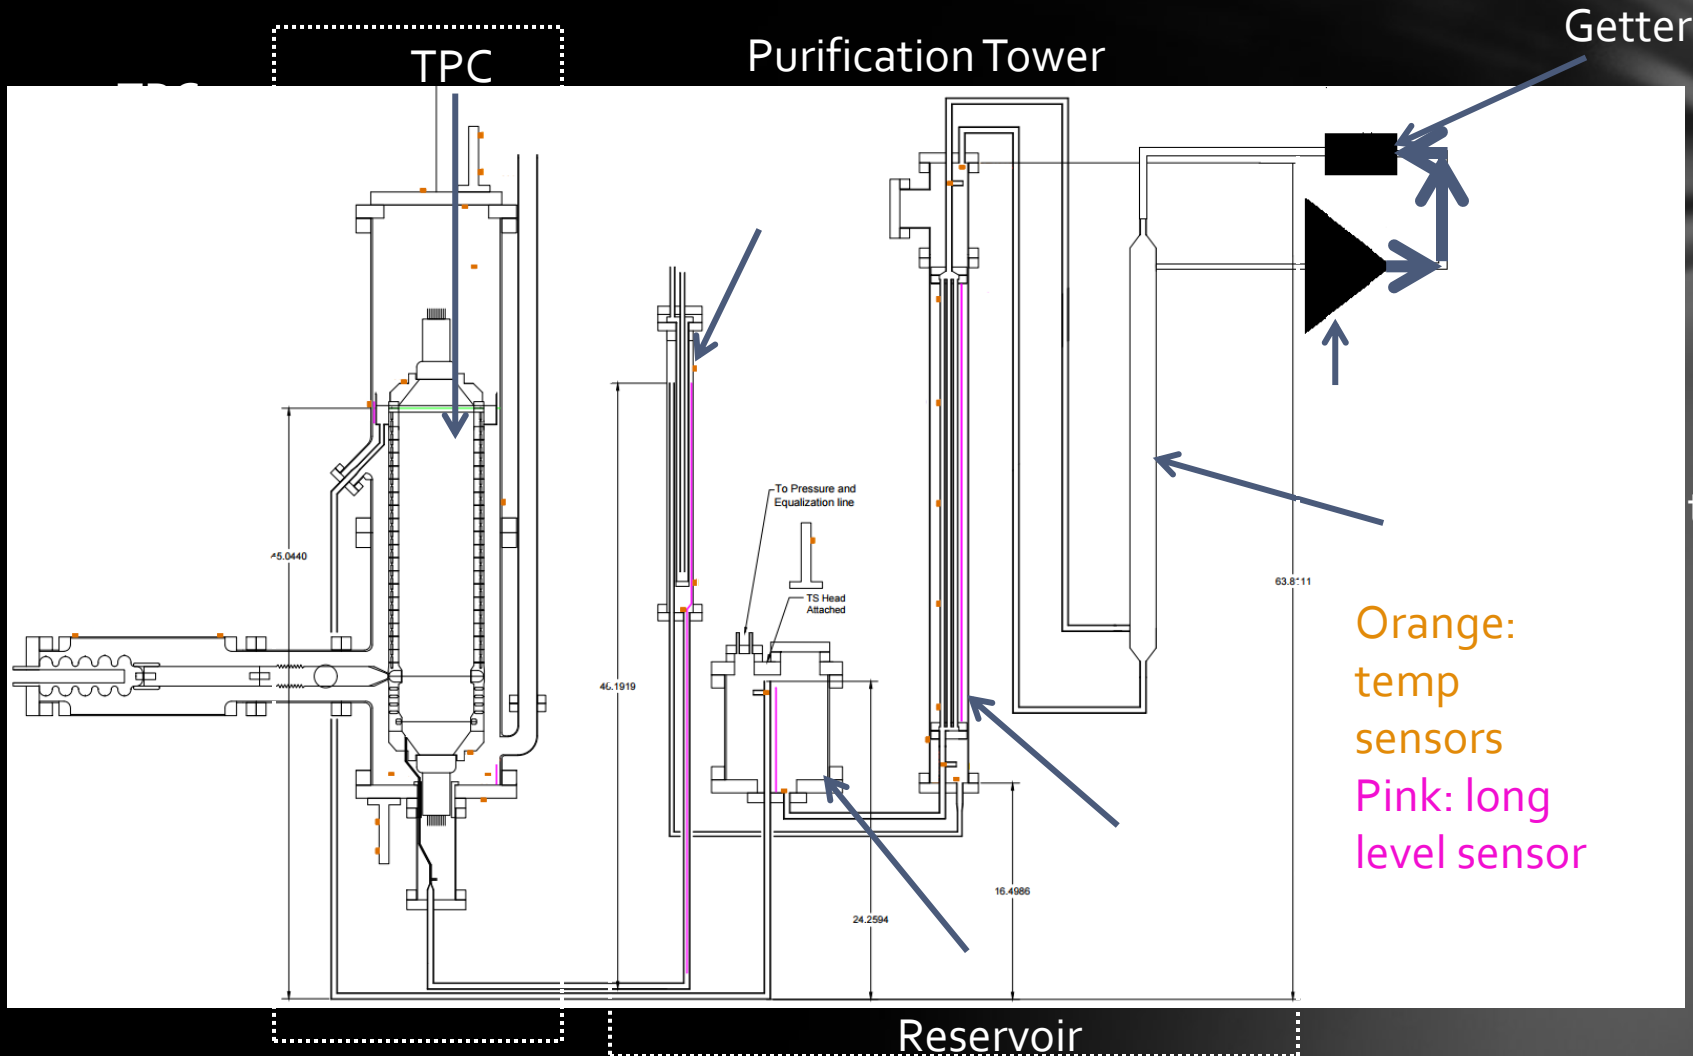 Getter
TPC
Purification Tower
To Pressure and
Equalization line
TS Head
Attached
45.0440
46.1919
24.2594
16.4986
Orange:
temp
sensors
Pink: long
level sensor
Reservoir